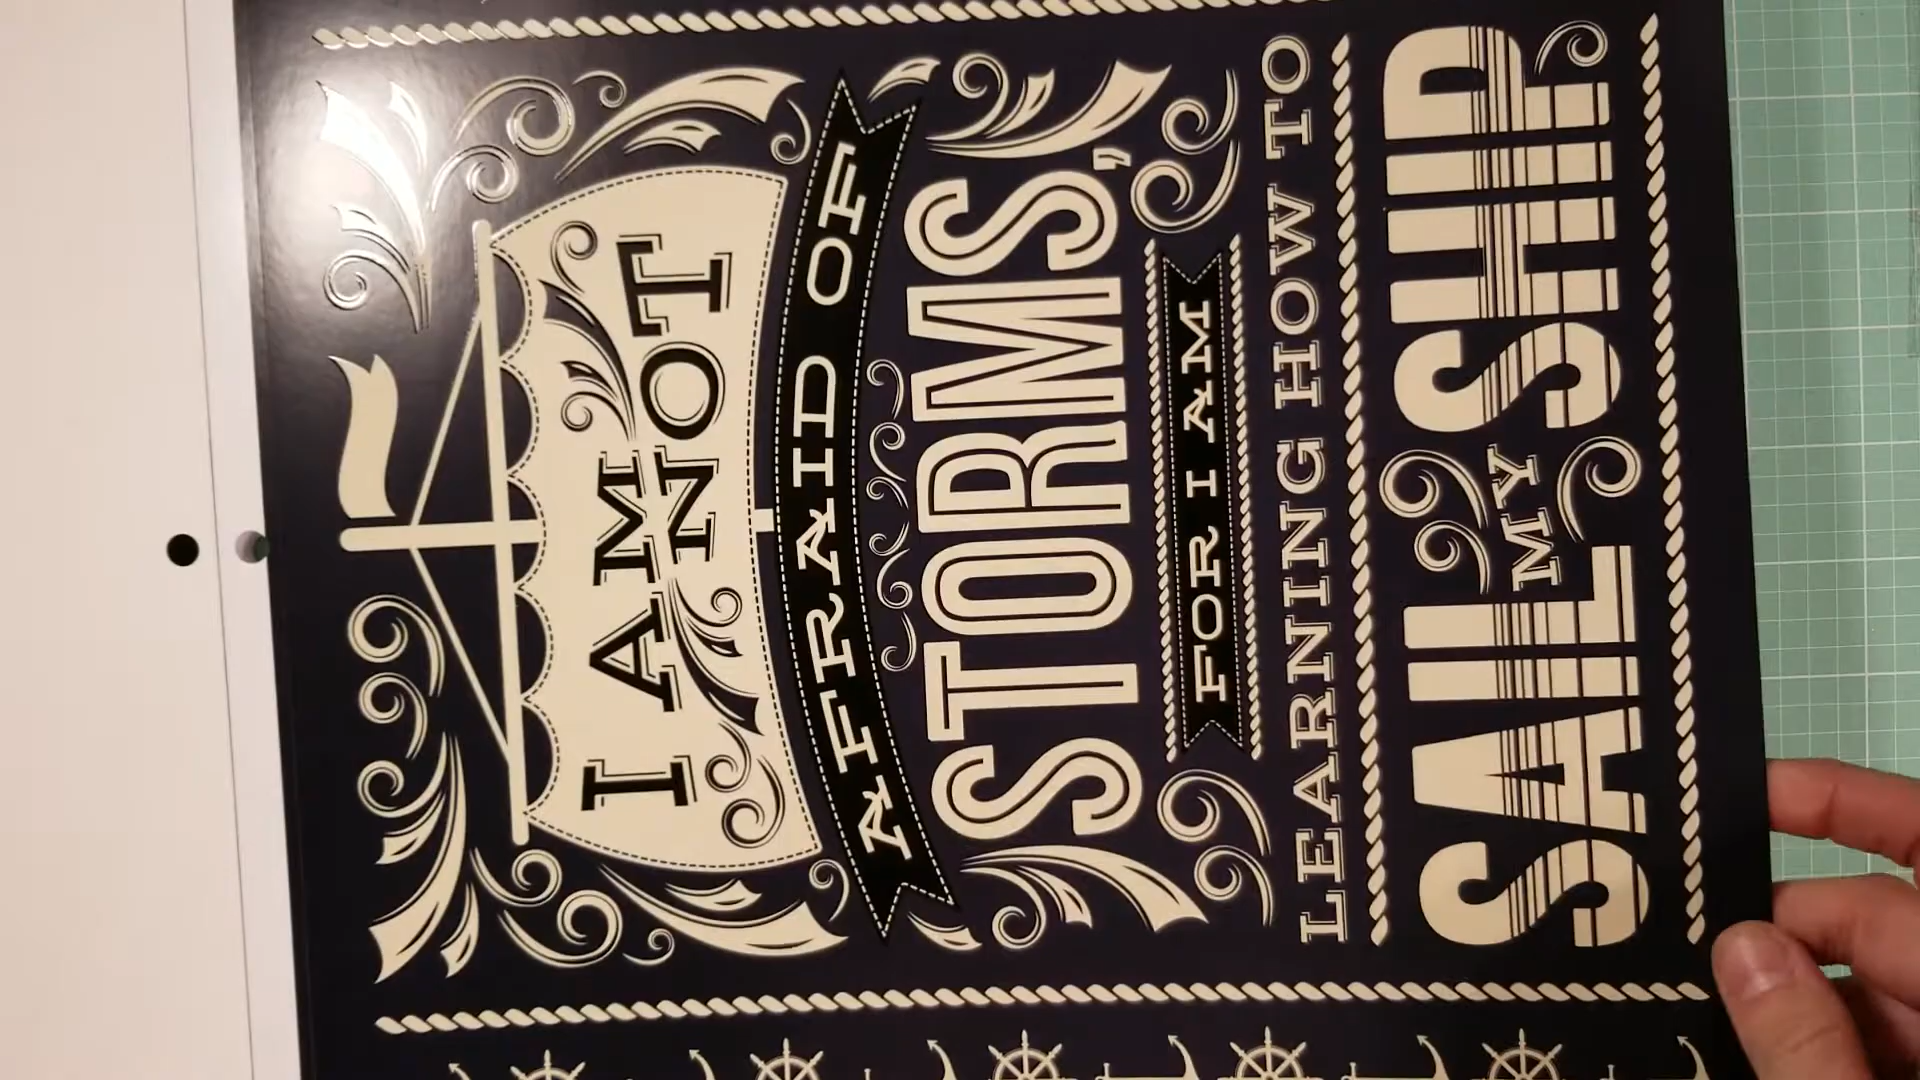 I AM
NOT
AFRAID OF
STORMS,
FOR I AM
LEARNING HOW TO
SAIL MY SHIP